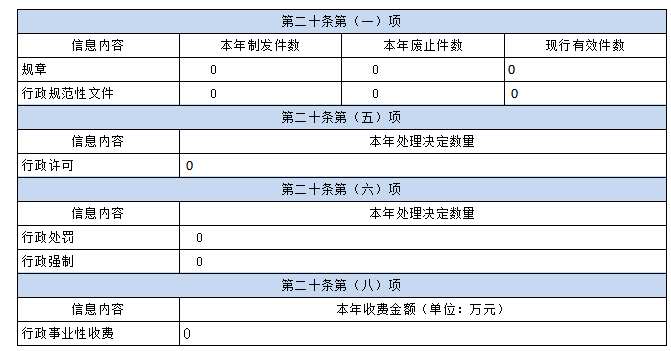 第二十条第（一）项
信息内容 本年制发件数 本年废止件数 现行有效件数
规章 0 0 0
行政规范性文件 0 0 0
第二十条第（五）项
信息内容 本年处理决定数量
行政许可 0
第二十条第（六）项
信息内容 本年处理决定数量
行政处罚 0
行政强制 0
第二十条第（八）项
信息内容 本年收费金额（单位：万元）
行政事业性收费 0